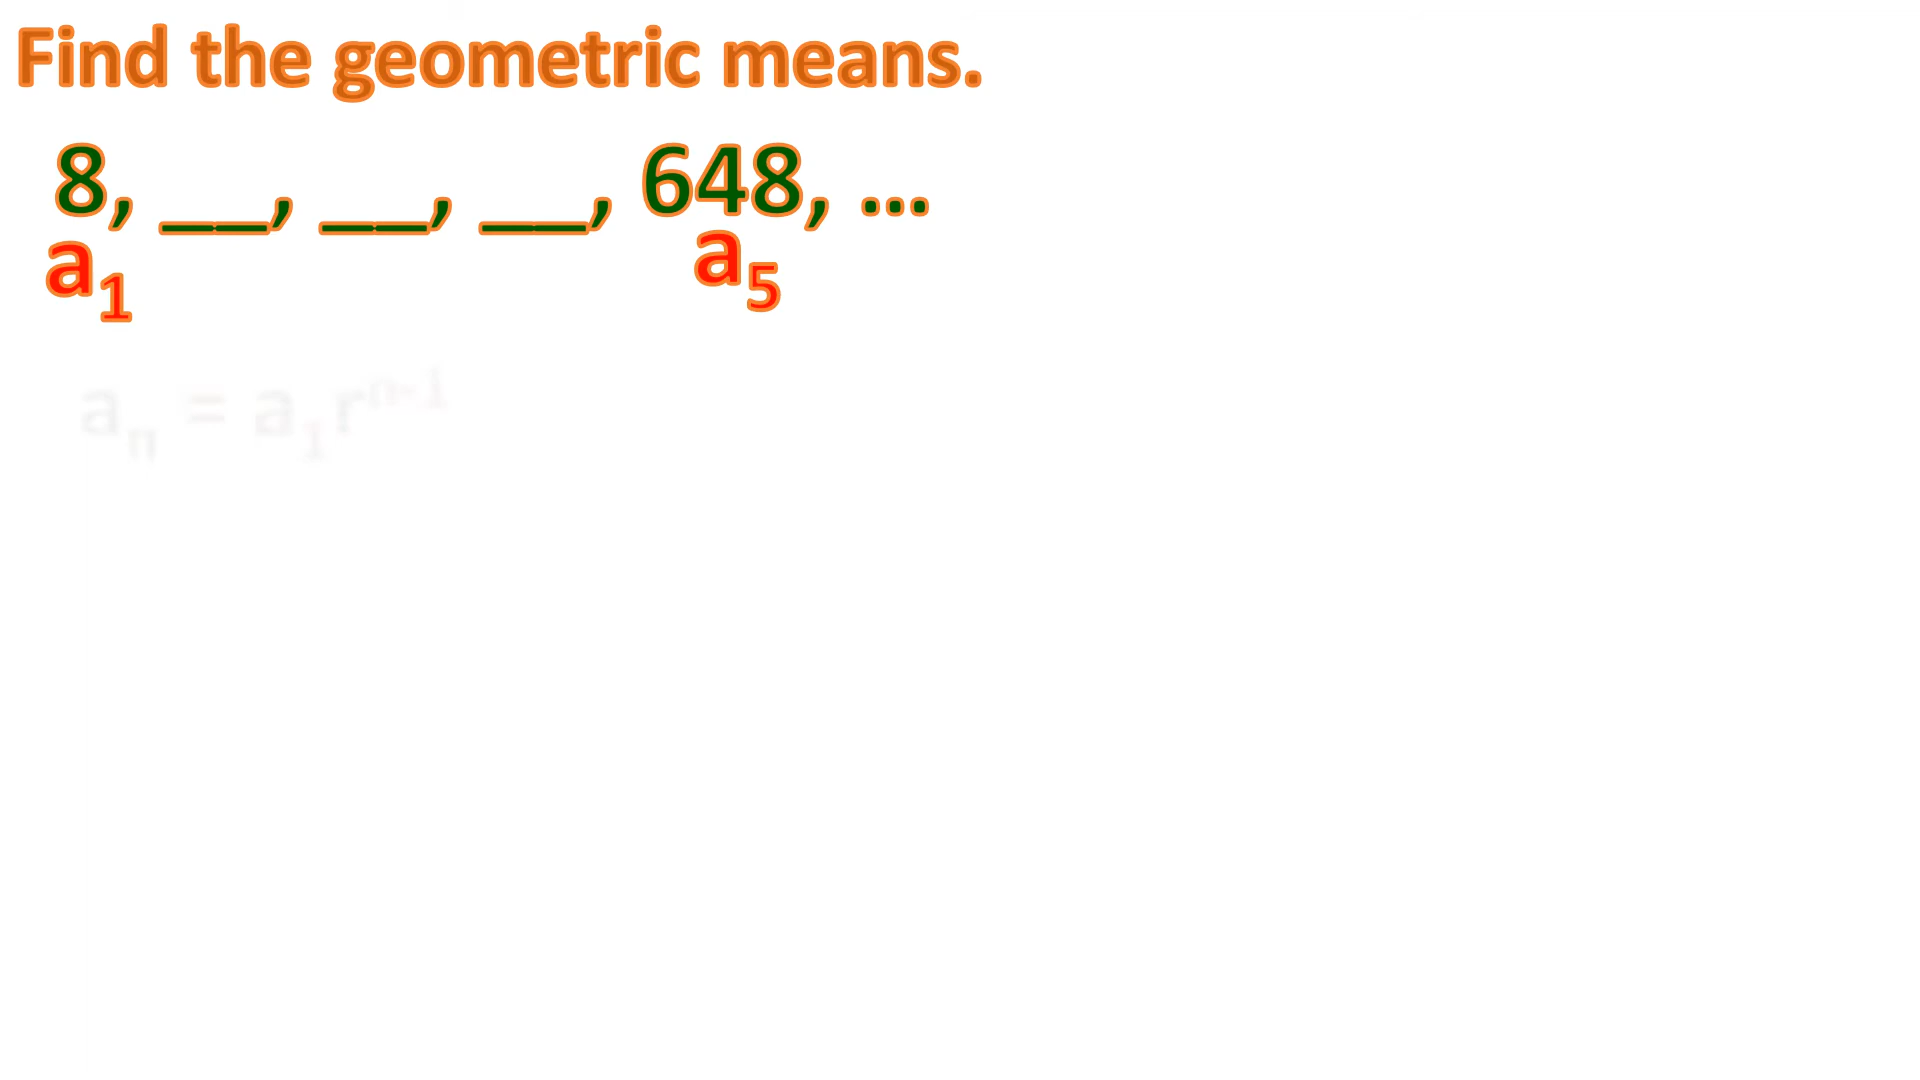 Find the geometric means.
8, __, __, __, 648, ...
a₁ a₅
aₙ = a₁rⁿ⁻¹